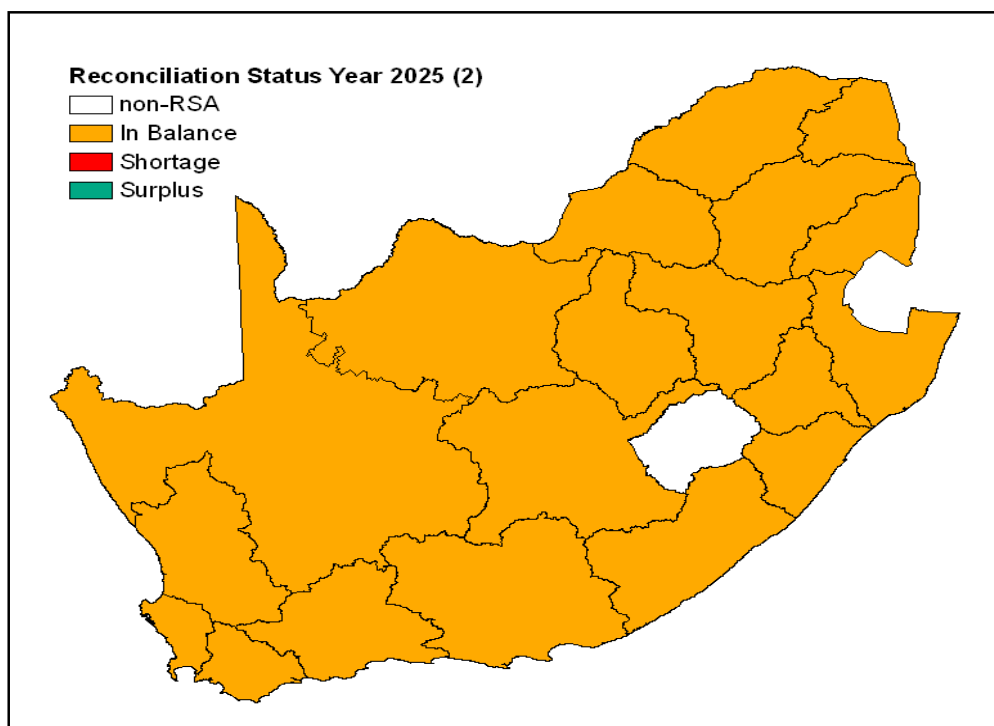 Reconciliation Status Year 2025 (2)
non-RSA
In Balance
Shortage
Surplus